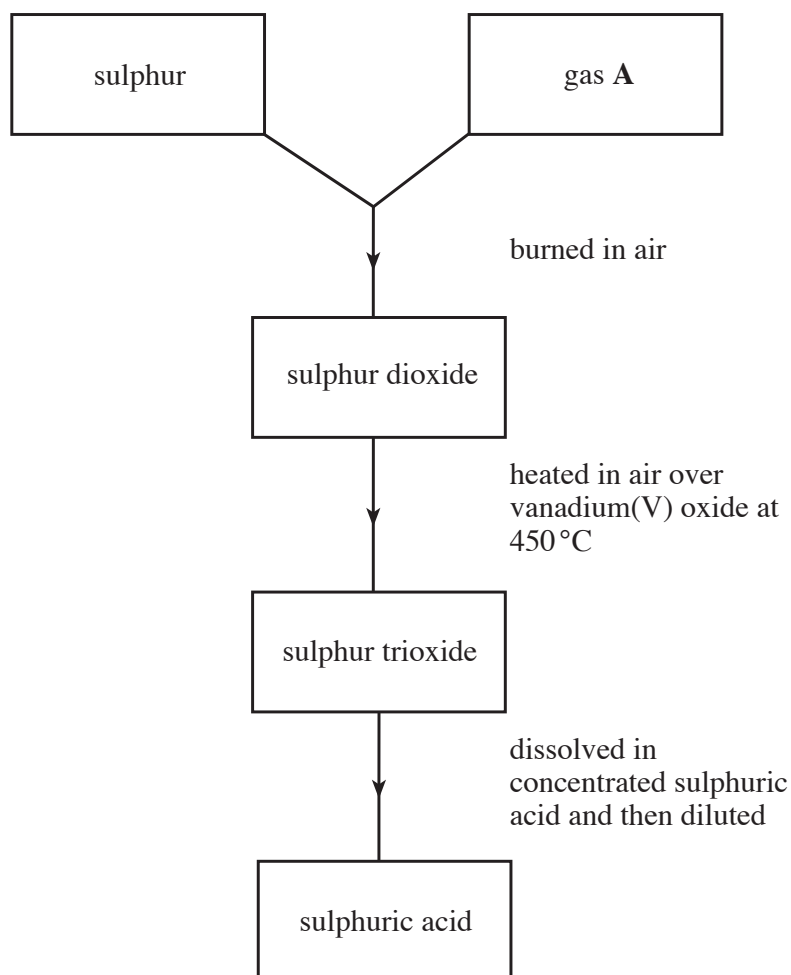 sulphur
gas A
burned in air
sulphur dioxide
heated in air over
vanadium(V) oxide at
450 °C
sulphur trioxide
dissolved in
concentrated sulphuric
acid and then diluted
sulphuric acid